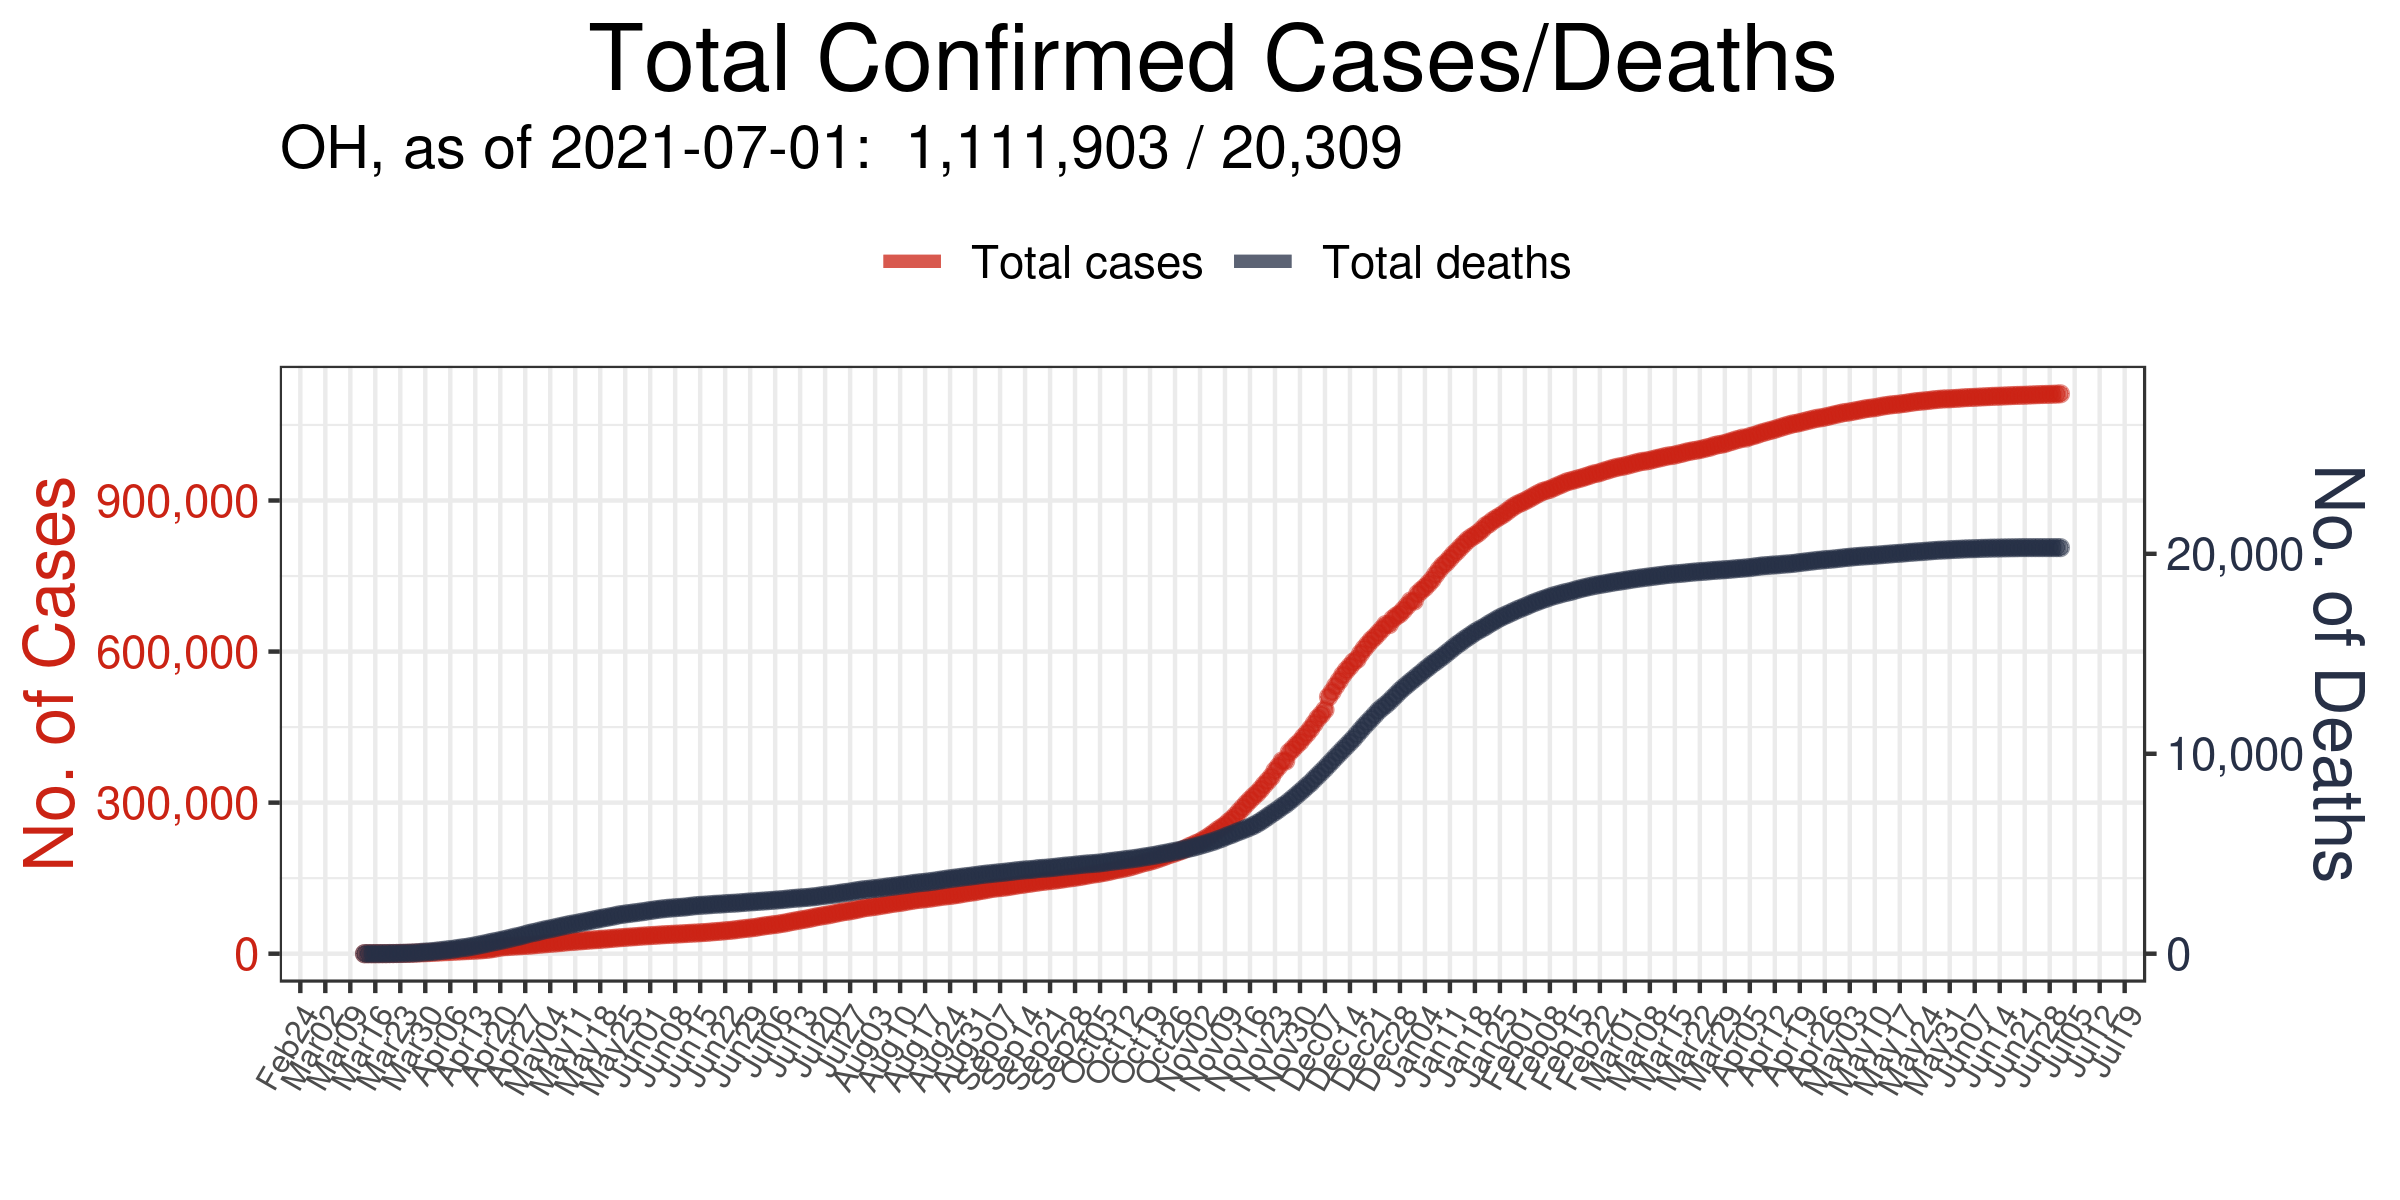 Total Confirmed Cases/Deaths
OH, as of 2021-07-01: 1,111,903 / 20,309
Total cases
Total deaths
No. of Cases
900,000
600,000
300,000
0
No. of Deaths
20,000
10,000
0
Feb24
Mar02
Mar09
Mar16
Mar23
Mar30
Apr06
Apr13
Apr20
Apr27
May04
May11
May18
May25
Jun01
Jun08
Jun15
Jun22
Jun29
Jul06
Jul13
Jul20
Jul27
Aug03
Aug10
Aug17
Aug24
Aug31
Sep07
Sep14
Sep21
Sep28
Oct05
Oct12
Oct19
Oct26
Nov02
Nov09
Nov16
Nov23
Nov30
Dec07
Dec14
Dec21
Dec28
Jan04
Jan11
Jan18
Jan25
Feb01
Feb08
Feb15
Feb22
Mar01
Mar08
Mar15
Mar22
Mar29
Apr05
Apr12
Apr19
Apr26
May03
May10
May17
May24
May31
Jun07
Jun14
Jun21
Jun28
Jul05
Jul12
Jul19